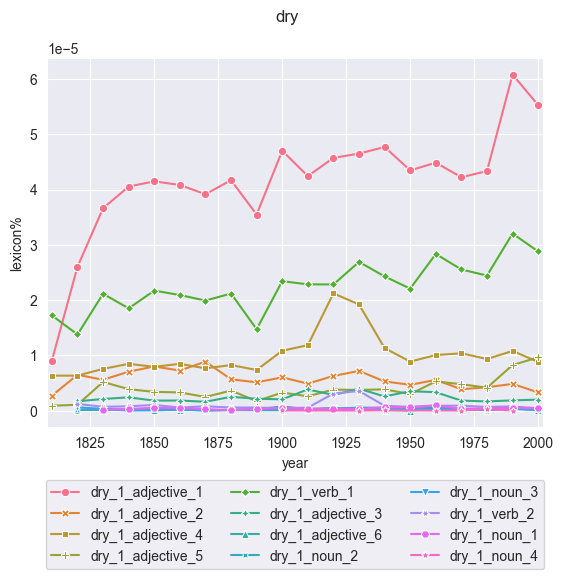 dry
1e−5
6
5
4
3
2
1
0
lexicon%
1825 1850 1875 1900 1925 1950 1975 2000
year
dry_1_adjective_1 dry_1_verb_1 dry_1_noun_3
dry_1_adjective_2 dry_1_adjective_3 dry_1_verb_2
dry_1_adjective_4 dry_1_adjective_6 dry_1_noun_1
dry_1_adjective_5 dry_1_noun_2 dry_1_noun_4